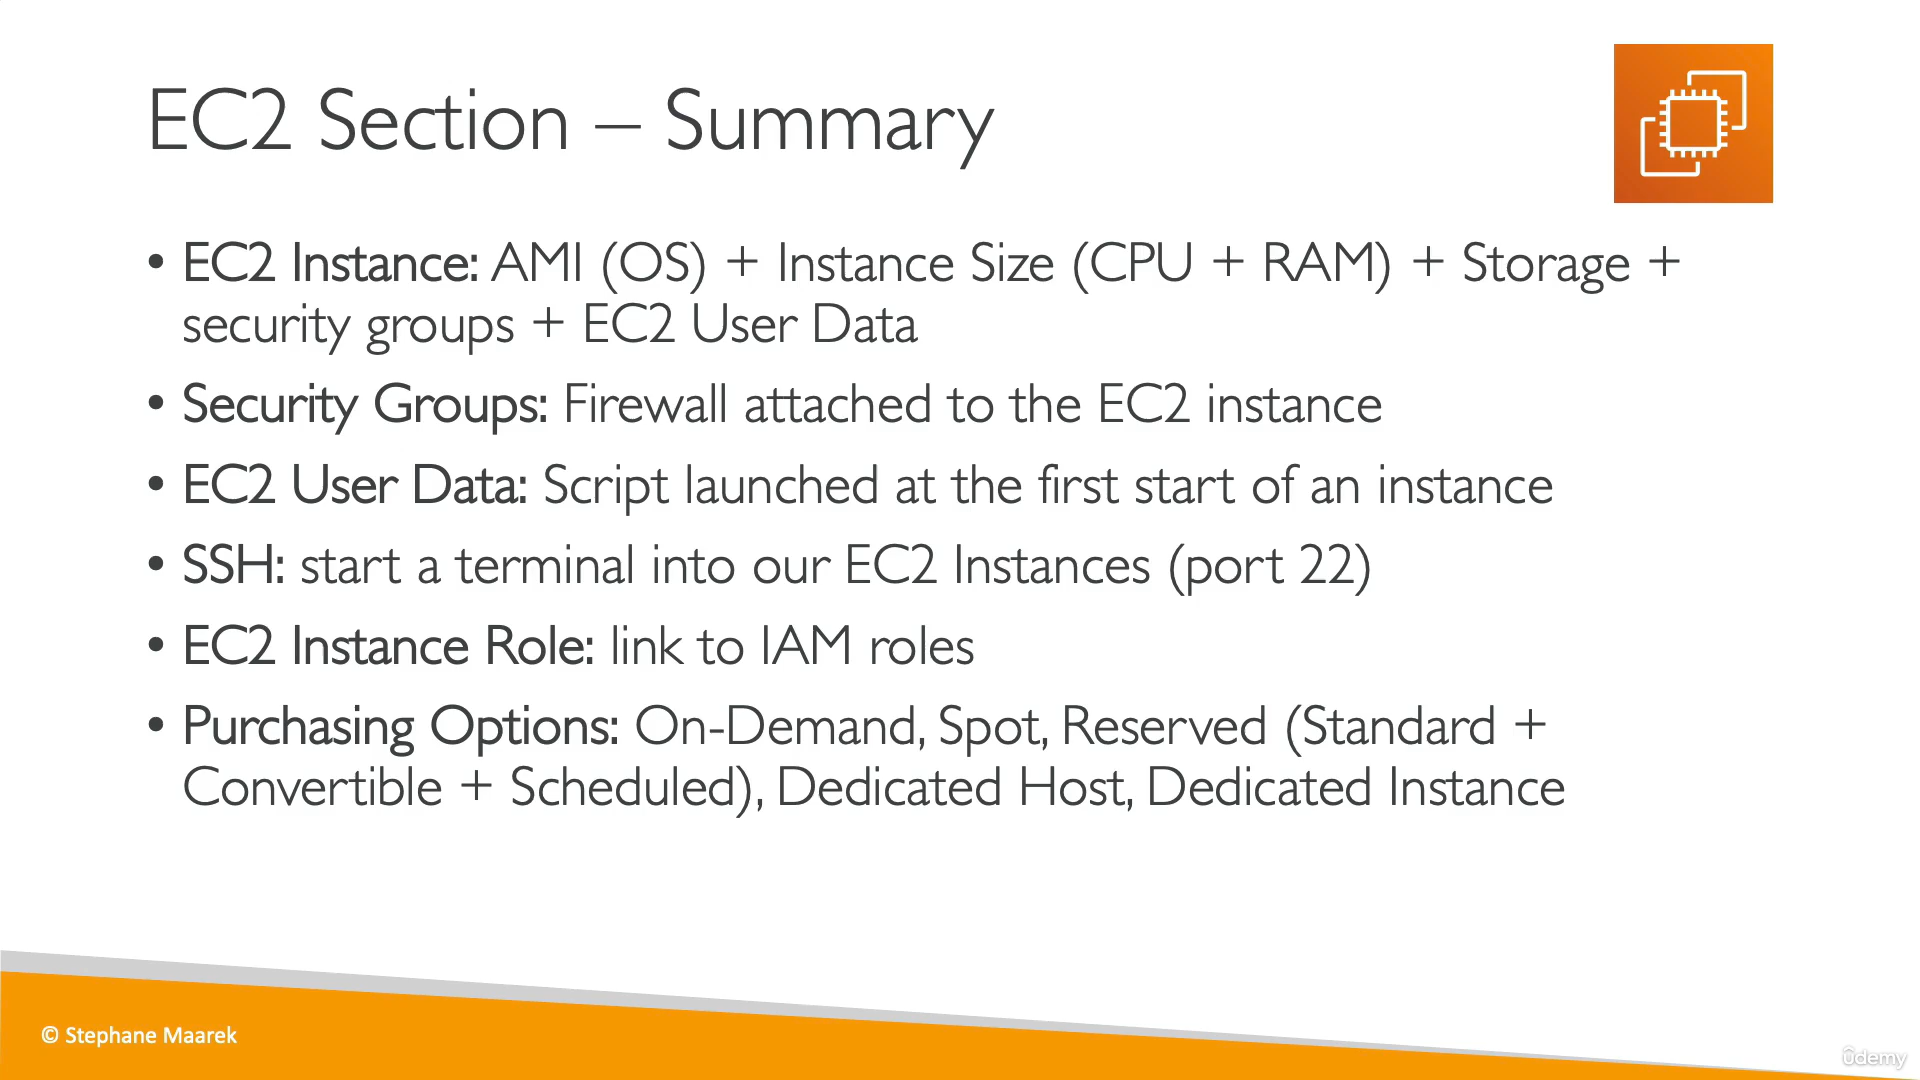 EC2 Section – Summary
• EC2 Instance: AMI (OS) + Instance Size (CPU + RAM) + Storage +
security groups + EC2 User Data
• Security Groups: Firewall attached to the EC2 instance
• EC2 User Data: Script launched at the first start of an instance
• SSH: start a terminal into our EC2 Instances (port 22)
• EC2 Instance Role: link to IAM roles
• Purchasing Options: On-Demand, Spot, Reserved (Standard +
Convertible + Scheduled), Dedicated Host, Dedicated Instance
© Stephane Maarek
ûdemy